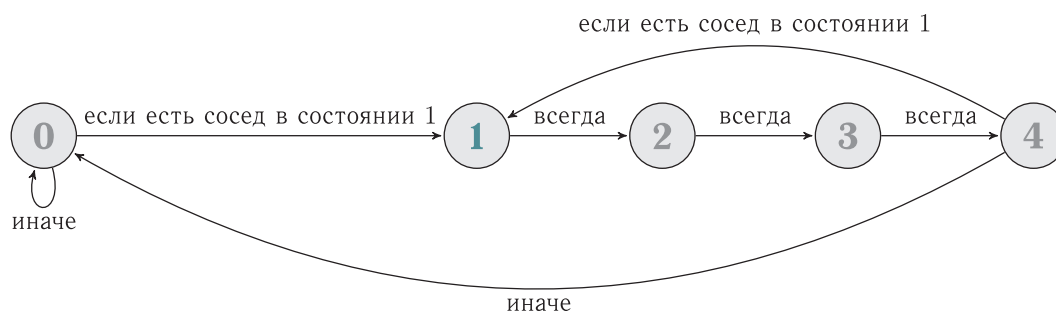 если есть сосед в состоянии 1
если есть сосед в состоянии 1
всегда
всегда
всегда
0
1
2
3
4
иначе
иначе